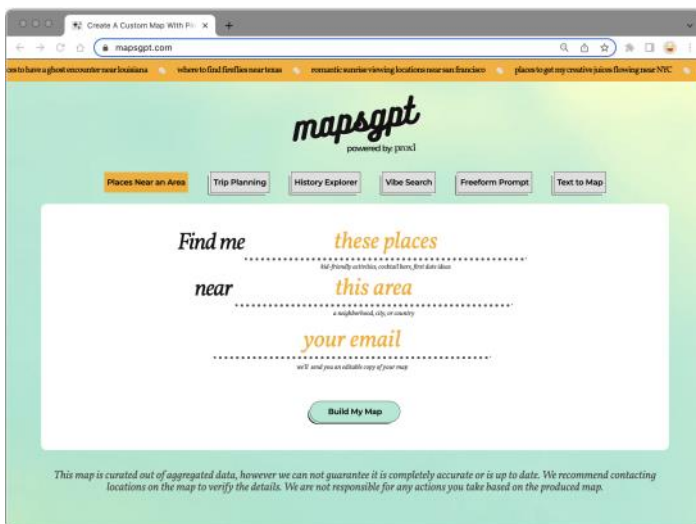 Create A Custom Map With Pi
mapsgpt.com
to have a ghost encounter near louisiana where to find fireflies near texas romantic sunrise viewing locations near san francisco places to get my creative juices flowing near NYC
mapsgpt
powered by proxi
Places Near an Area Trip Planning History Explorer Vibe Search Freeform Prompt Text to Map
Find me these places
kid-friendly activities, cocktail bars, first date ideas
near this area
a neighborhood, city, or country
your email
we'll send you an editable copy of your map
Build My Map
This map is curated out of aggregated data, however we can not guarantee it is completely accurate or is up to date. We recommend contacting
locations on the map to verify the details. We are not responsible for any actions you take based on the produced map.